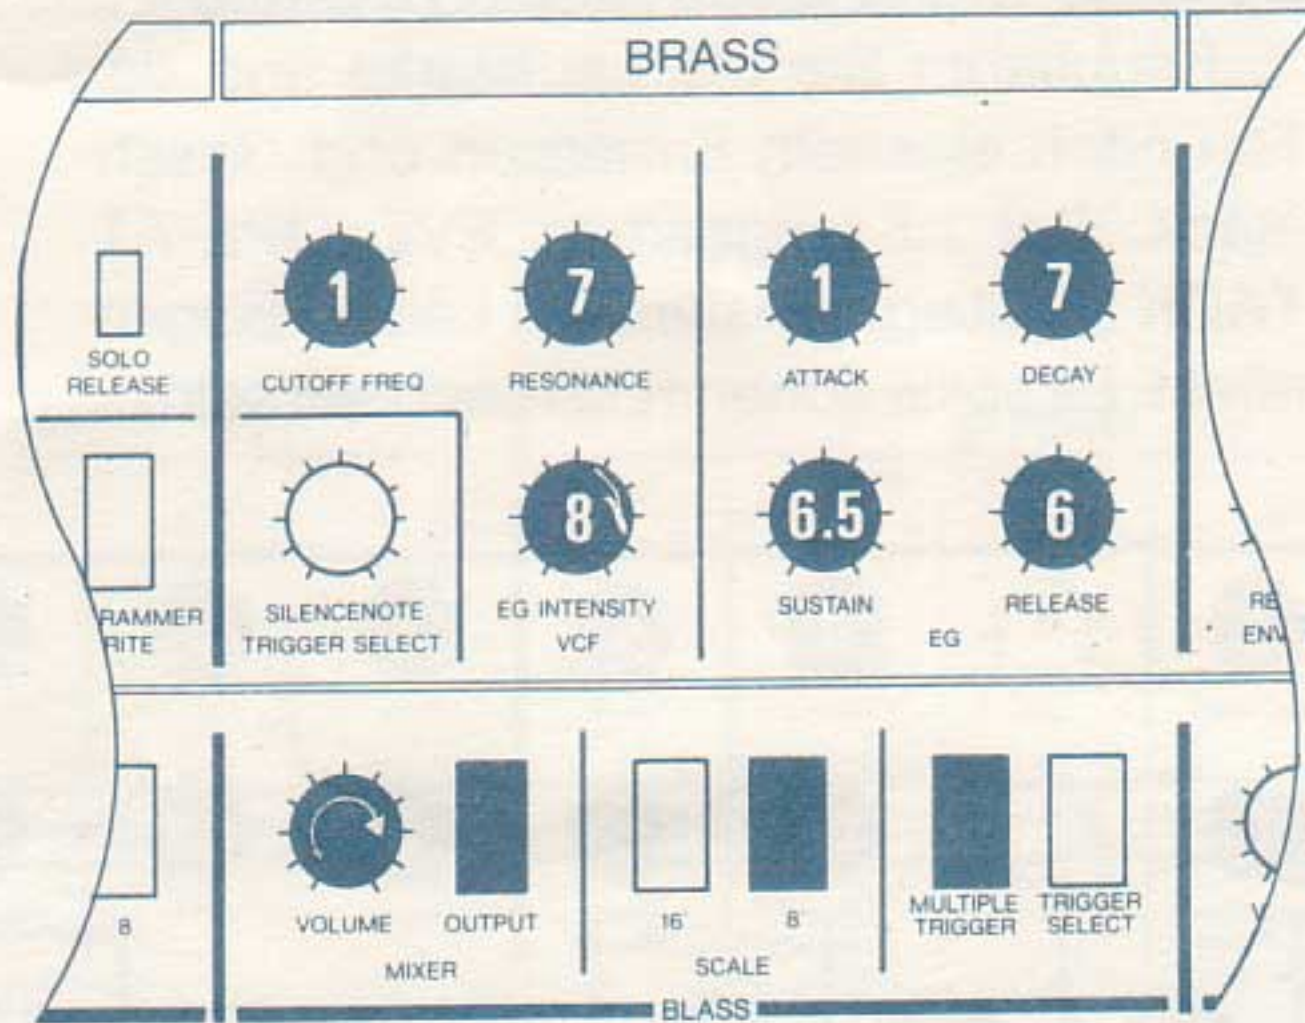 BRASS
SOLO
RELEASE
1
CUTOFF FREQ
7
RESONANCE
1
ATTACK
7
DECAY
RAMMER
RITE
SILENCENOTE
TRIGGER SELECT
8
EG INTENSITY
VCF
6.5
SUSTAIN
6
RELEASE
EG
RE
ENV
8
VOLUME
OUTPUT
MIXER
16'
8'
SCALE
MULTIPLE
TRIGGER
TRIGGER
SELECT
V
BLASS